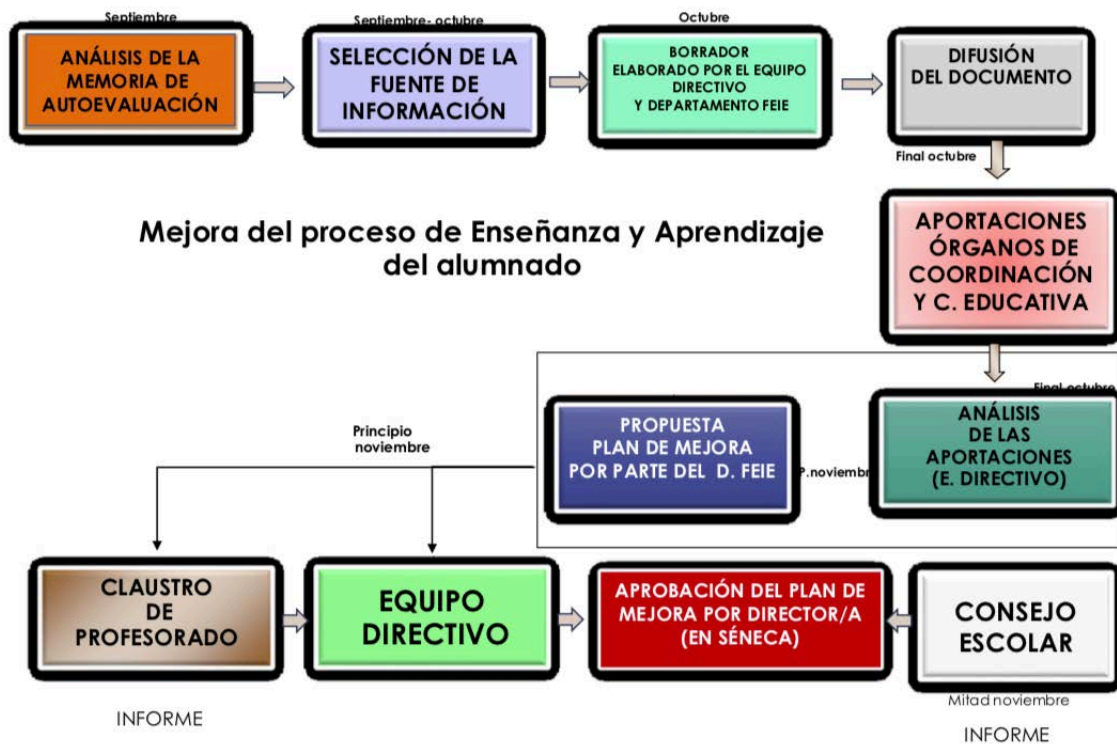 Septiembre
ANÁLISIS DE LA
MEMORIA DE
AUTOEVALUACIÓN
Septiembre- octubre
SELECCIÓN DE LA
FUENTE DE
INFORMACIÓN
Octubre
BORRADOR
ELABORADO POR EL EQUIPO
DIRECTIVO
Y DEPARTAMENTO FEIE
DIFUSIÓN
DEL DOCUMENTO
Final octubre
Mejora del proceso de Enseñanza y Aprendizaje
del alumnado
APORTACIONES
ÓRGANOS DE
COORDINACIÓN
Y C. EDUCATIVA
Final octubre
ANÁLISIS
DE LAS
APORTACIONES
(E. DIRECTIVO)
P.noviembre
PROPUESTA
PLAN DE MEJORA
POR PARTE DEL D. FEIE
Principio
noviembre
CLAUSTRO
DE
PROFESORADO
INFORME
EQUIPO
DIRECTIVO
APROBACIÓN DEL PLAN DE
MEJORA POR DIRECTOR/A
(EN SÉNECA)
CONSEJO
ESCOLAR
Mitad noviembre
INFORME